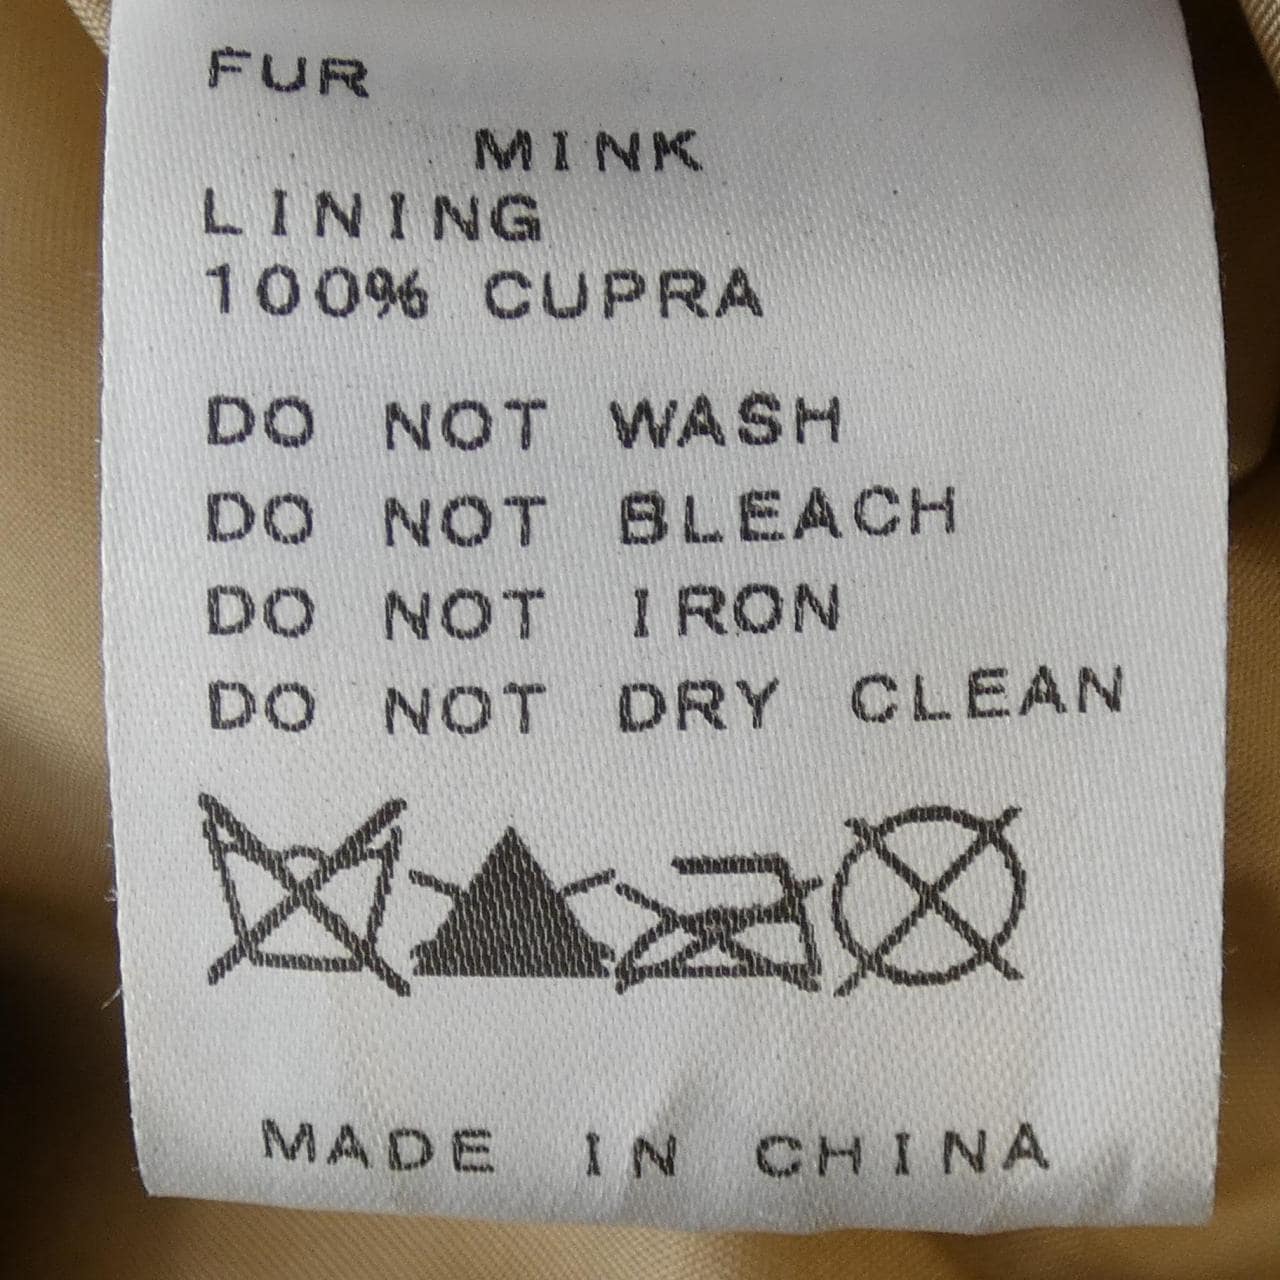 FUR
MINK
LINING
100% CUPRA
DO NOT WASH
DO NOT BLEACH
DO NOT IRON
DO NOT DRY CLEAN
MADE IN CHINA